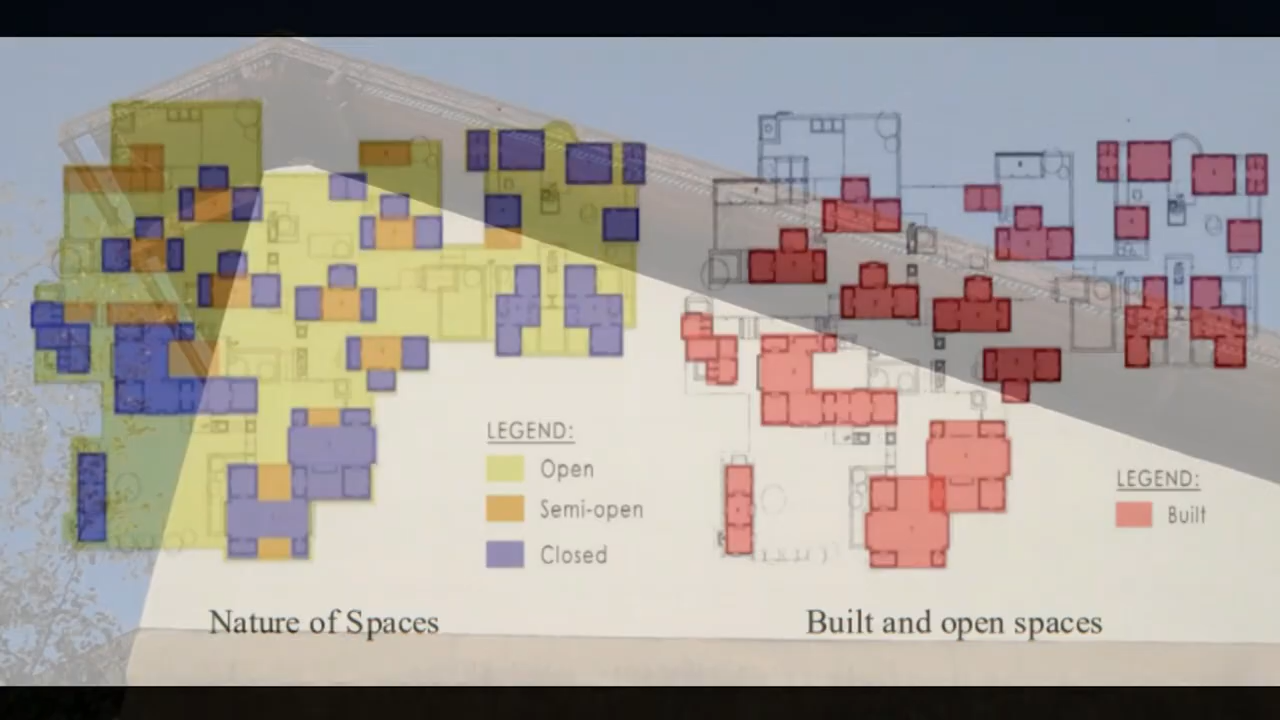 LEGEND:
Open
Semi-open
Closed
Nature of Spaces
LEGEND:
Built
Built and open spaces